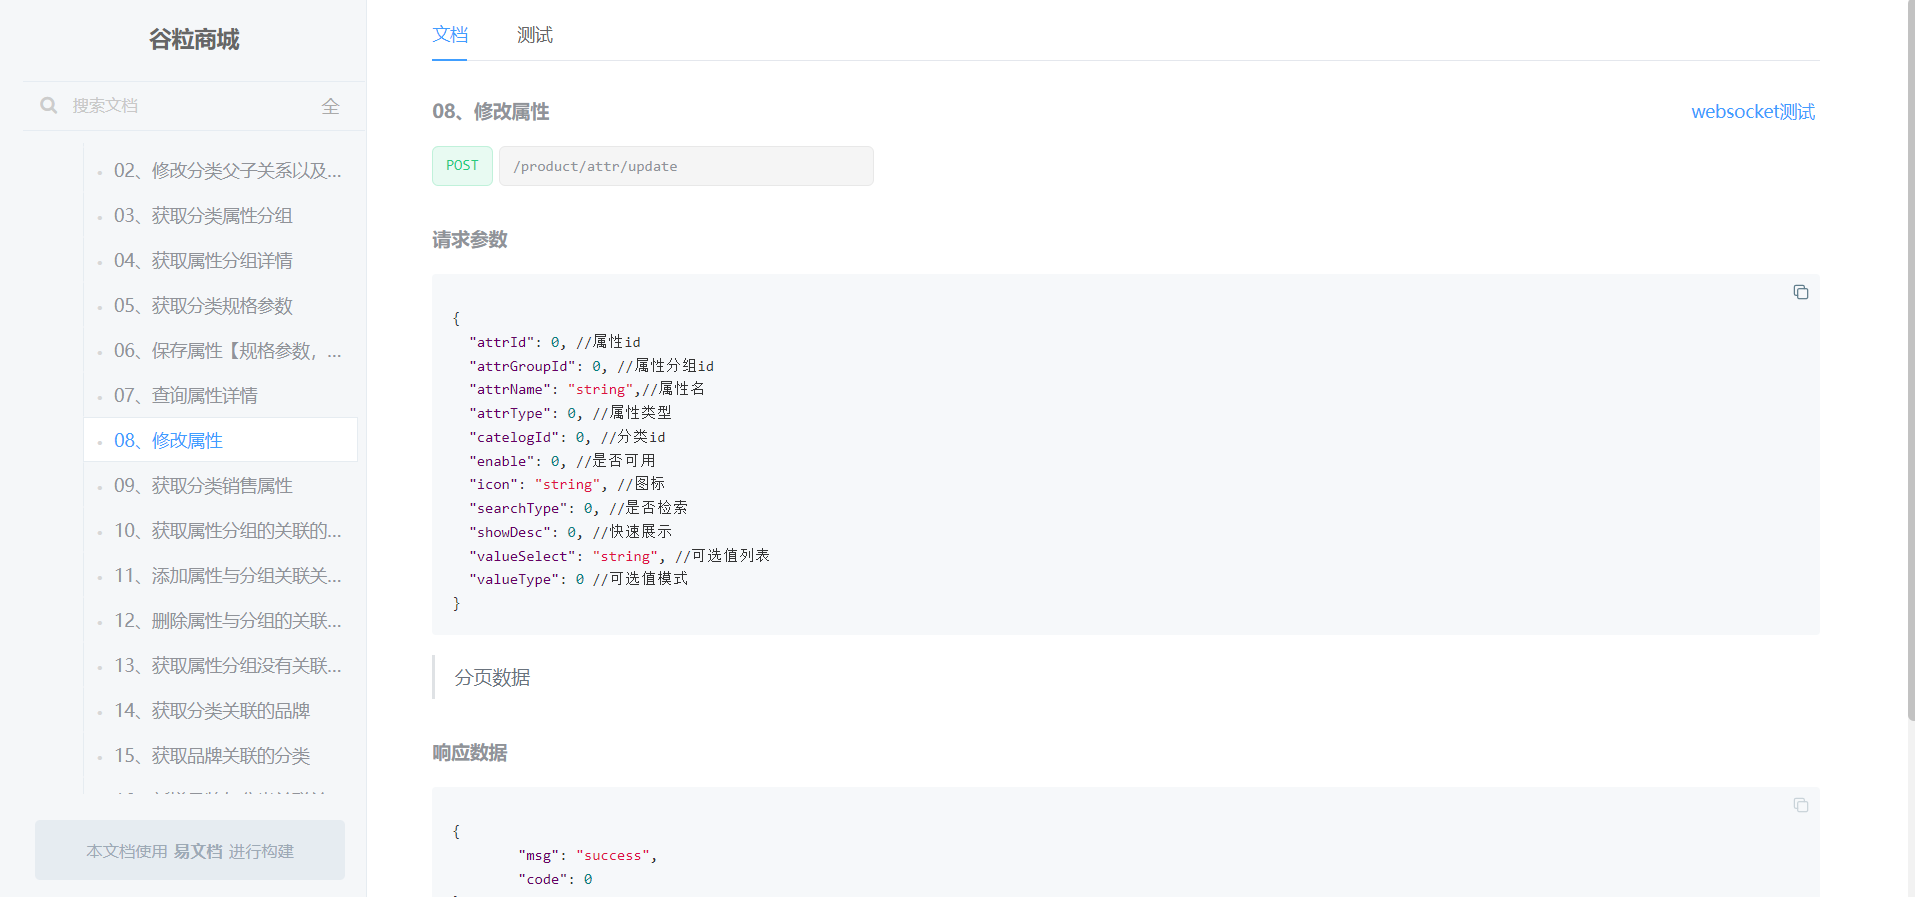 谷粒商城
搜索文档
全
02、修改分类父子关系以及...
03、获取分类属性分组
04、获取属性分组详情
05、获取分类规格参数
06、保存属性【规格参数，...
07、查询属性详情
08、修改属性
09、获取分类销售属性
10、获取属性分组的关联的...
11、添加属性与分组关联关...
12、删除属性与分组的关联...
13、获取属性分组没有关联...
14、获取分类关联的品牌
15、获取品牌关联的分类
本文档使用 易文档 进行构建
文档
测试
08、修改属性
websocket测试
POST
/product/attr/update
请求参数
{
"attrId": 0, //属性id
"attrGroupId": 0, //属性分组id
"attrName": "string",//属性名
"attrType": 0, //属性类型
"catelogId": 0, //分类id
"enable": 0, //是否可用
"icon": "string", //图标
"searchType": 0, //是否检索
"showDesc": 0, //快速展示
"valueSelect": "string", //可选值列表
"valueType": 0 //可选值模式
}
分页数据
响应数据
{
"msg": "success",
"code": 0